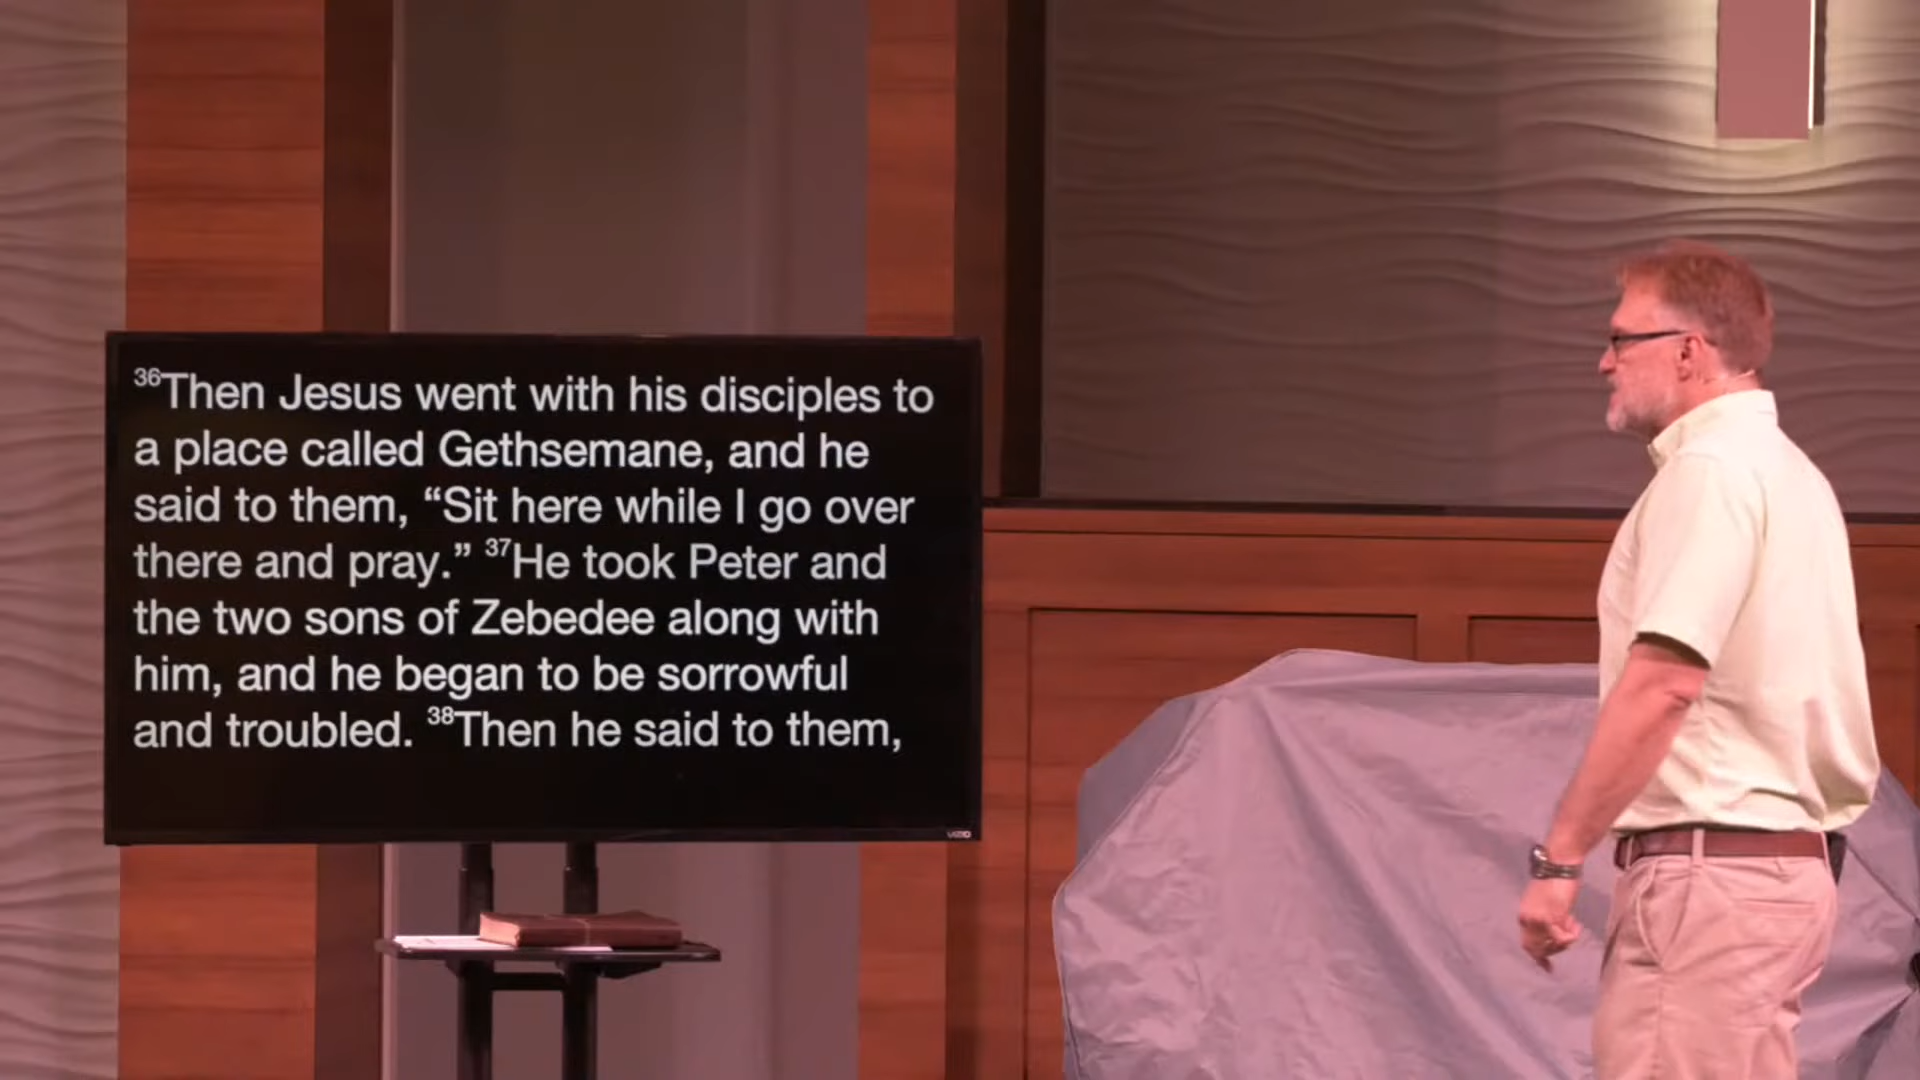 ³⁶Then Jesus went with his disciples to
a place called Gethsemane, and he
said to them, “Sit here while I go over
there and pray.” ³⁷He took Peter and
the two sons of Zebedee along with
him, and he began to be sorrowful
and troubled. ³⁸Then he said to them,
VIZIO